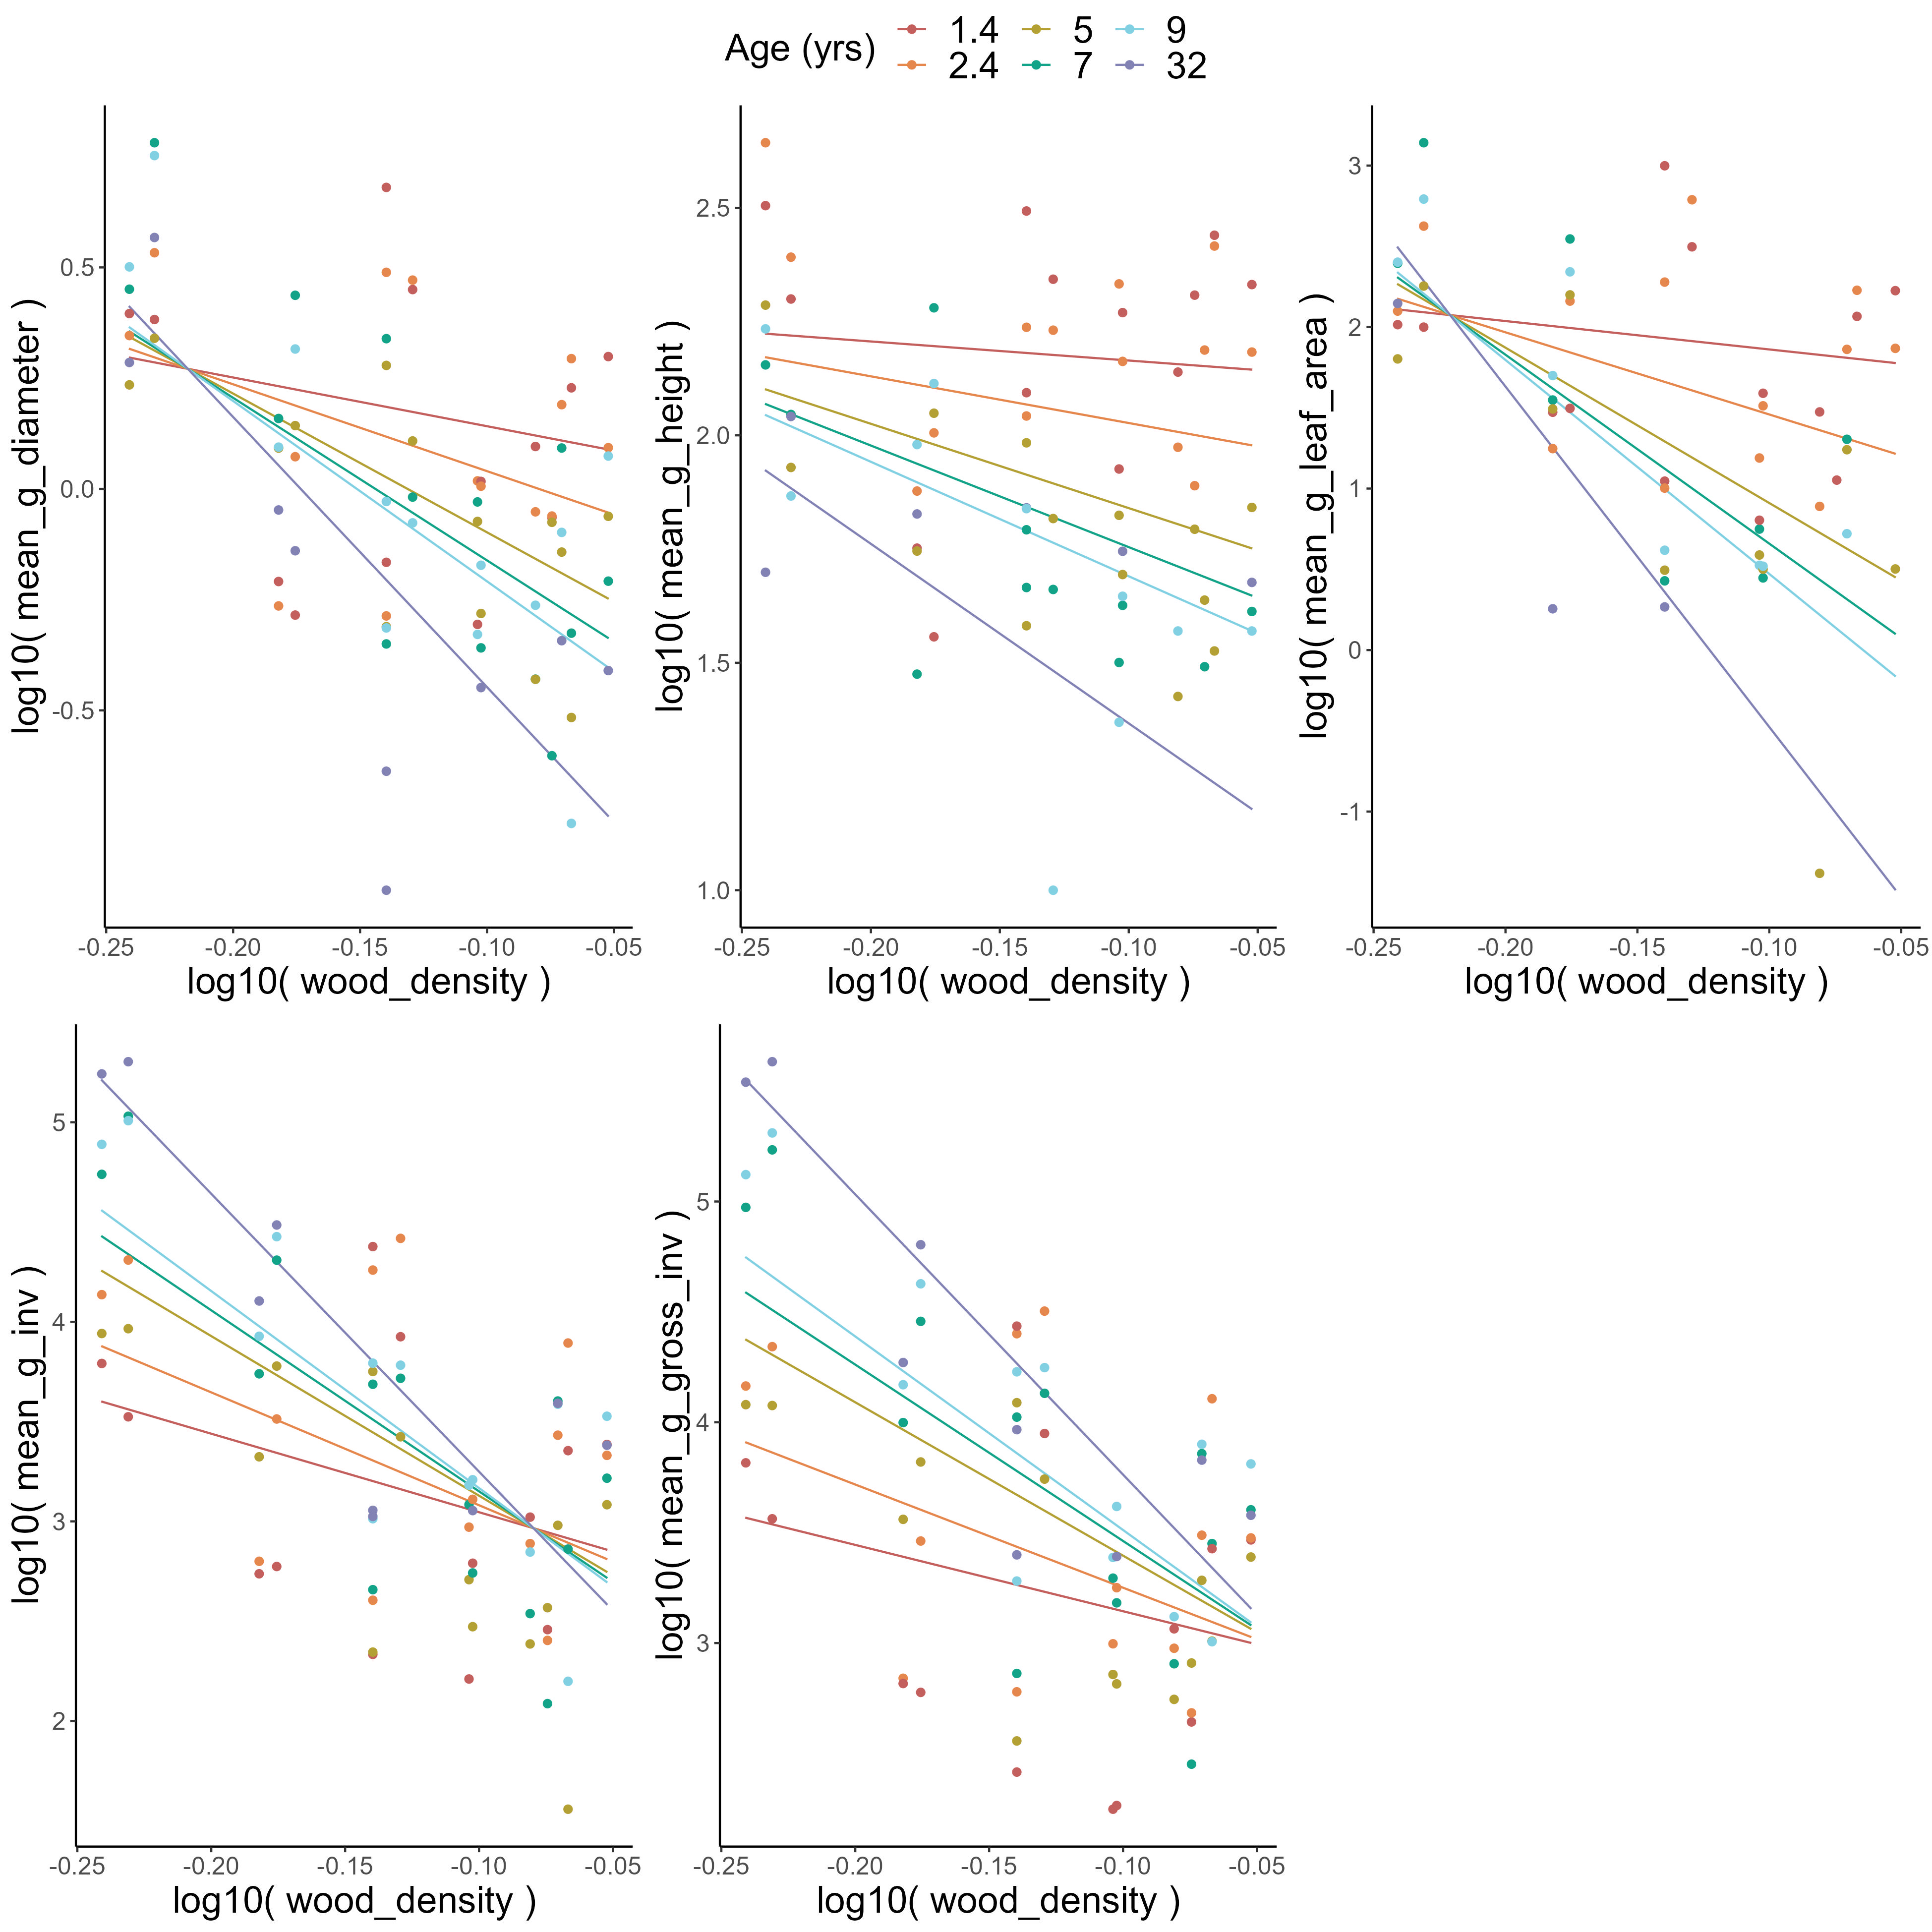 Age (yrs) 1.4 5 9
2.4 7 32
log10( mean_g_diameter )
0.5
0.0
-0.5
-0.25 -0.20 -0.15 -0.10 -0.05
log10( wood_density )
log10( mean_g_height )
2.5
2.0
1.5
1.0
-0.25 -0.20 -0.15 -0.10 -0.05
log10( wood_density )
log10( mean_g_leaf_area )
3
2
1
0
-1
-0.25 -0.20 -0.15 -0.10 -0.05
log10( wood_density )
log10( mean_g_inv )
5
4
3
2
-0.25 -0.20 -0.15 -0.10 -0.05
log10( wood_density )
log10( mean_g_gross_inv )
5
4
3
-0.25 -0.20 -0.15 -0.10 -0.05
log10( wood_density )